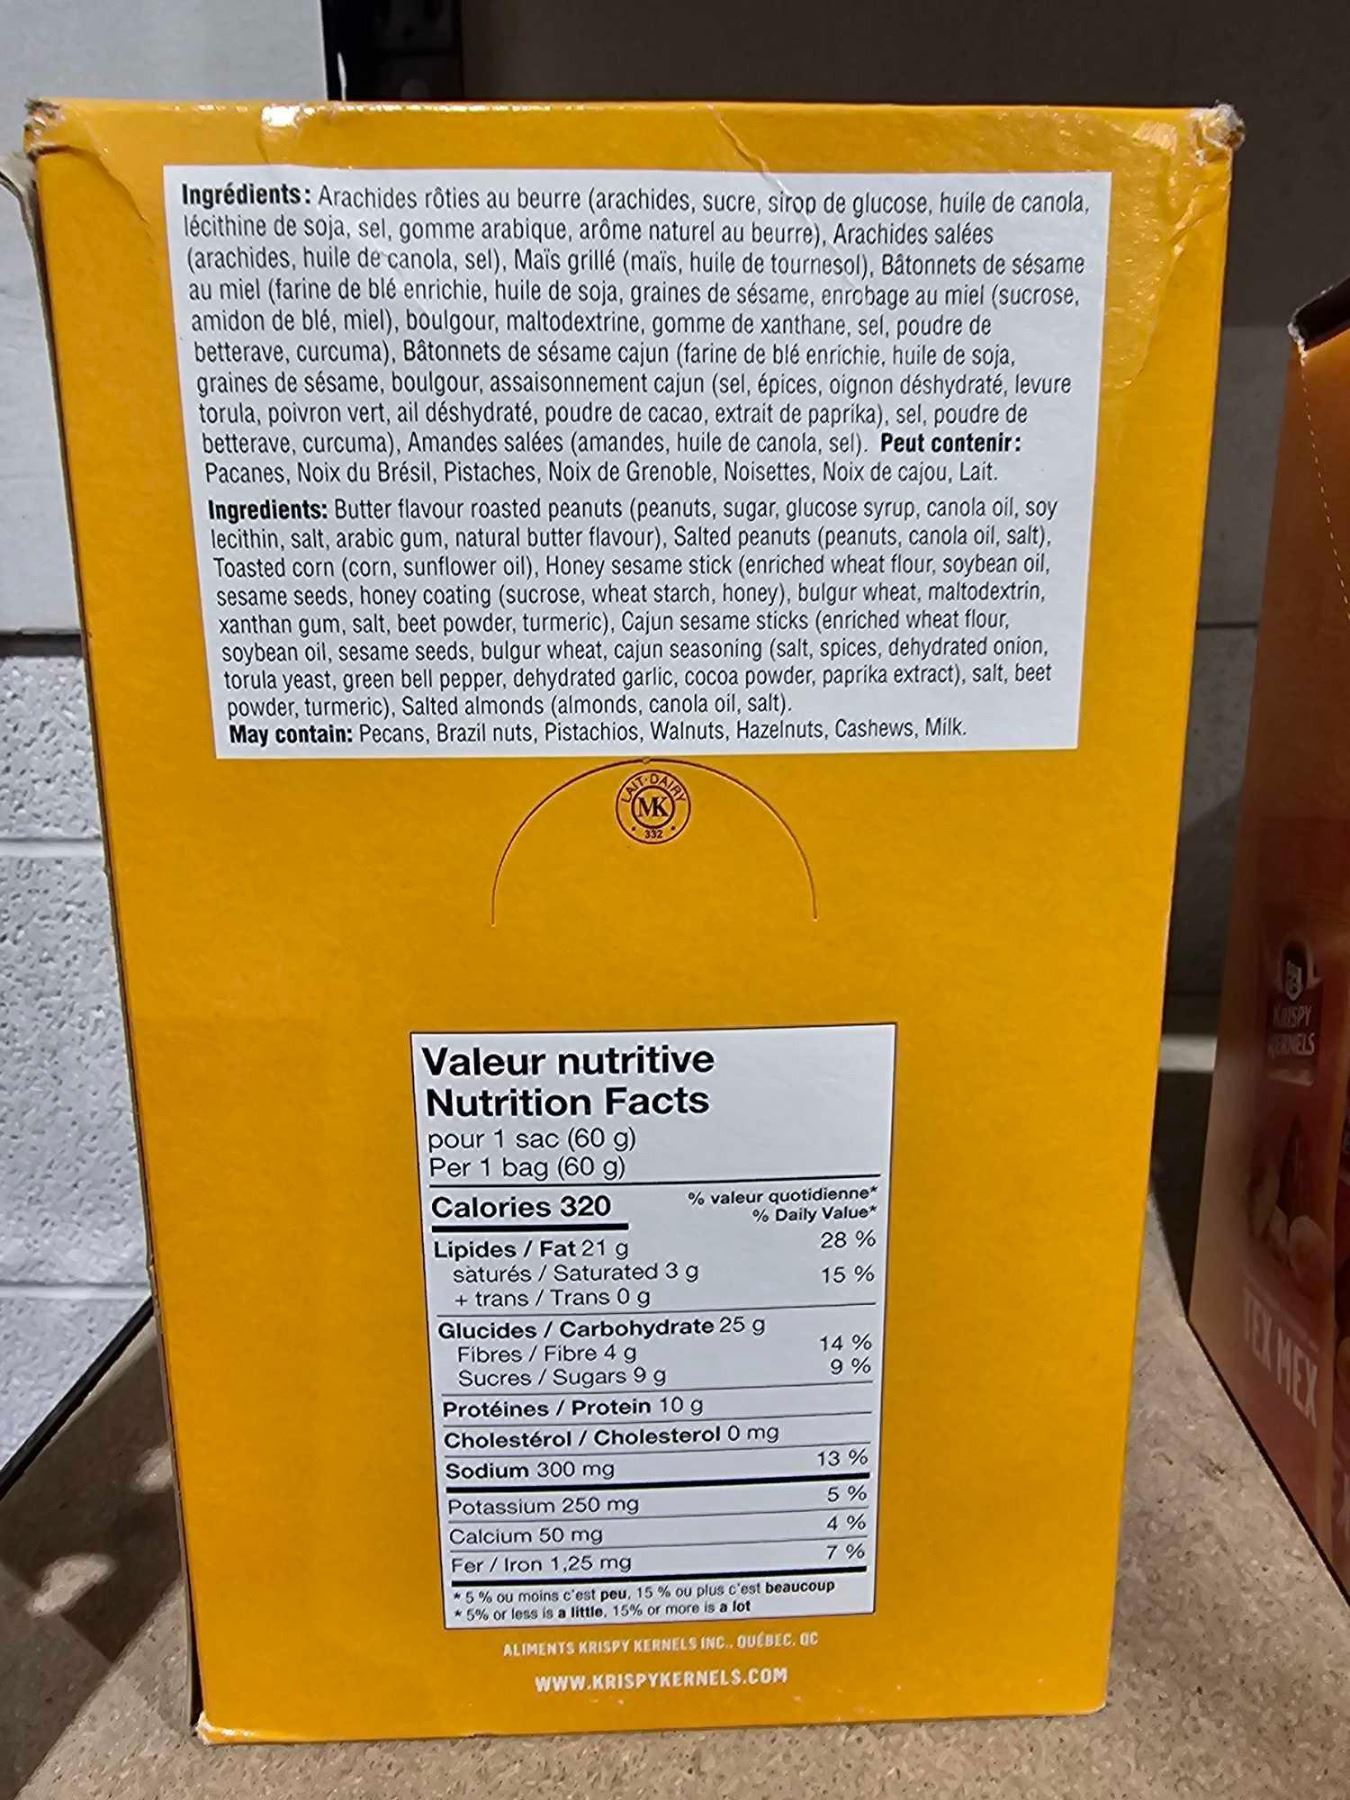 Ingrédients: Arachides rôties au beurre (arachides, sucre, sirop de glucose, huile de canola,
lécithine de soja, sel, gomme arabique, arôme naturel au beurre), Arachides salées
(arachides, huile de canola, sel), Maïs grillé (maïs, huile de tournesol), Bâtonnets de sésame
au miel (farine de blé enrichie, huile de soja, graines de sésame, enrobage au miel (sucrose,
amidon de blé, miel), boulgour, maltodextrine, gomme de xanthane, sel, poudre de
betterave, curcuma), Bâtonnets de sésame cajun (farine de blé enrichie, huile de soja,
graines de sésame, boulgour, assaisonnement cajun (sel, épices, oignon déshydraté, levure
torula, poivron vert, ail déshydraté, poudre de cacao, extrait de paprika), sel, poudre de
betterave, curcuma), Amandes salées (amandes, huile de canola, sel). Peut contenir:
Pacanes, Noix du Brésil, Pistaches, Noix de Grenoble, Noisettes, Noix de cajou, Lait.
Ingredients: Butter flavour roasted peanuts (peanuts, sugar, glucose syrup, canola oil, soy
lecithin, salt, arabic gum, natural butter flavour), Salted peanuts (peanuts, canola oil, salt),
Toasted corn (corn, sunflower oil), Honey sesame stick (enriched wheat flour, soybean oil,
sesame seeds, honey coating (sucrose, wheat starch, honey), bulgur wheat, maltodextrin,
xanthan gum, salt, beet powder, turmeric), Cajun sesame sticks (enriched wheat flour,
soybean oil, sesame seeds, bulgur wheat, cajun seasoning (salt, spices, dehydrated onion,
torula yeast, green bell pepper, dehydrated garlic, cocoa powder, paprika extract), salt, beet
powder, turmeric), Salted almonds (almonds, canola oil, salt).
May contain: Pecans, Brazil nuts, Pistachios, Walnuts, Hazelnuts, Cashews, Milk.
LAIT-DAIRY
MK
332
Valeur nutritive
Nutrition Facts
pour 1 sac (60 g)
Per 1 bag (60 g)
Calories 320
% valeur quotidienne*
% Daily Value*
Lipides / Fat 21 g 28 %
saturés / Saturated 3 g 15 %
+ trans / Trans 0 g
Glucides / Carbohydrate 25 g
Fibres / Fibre 4 g 14 %
Sucres / Sugars 9 g 9 %
Protéines / Protein 10 g
Cholestérol / Cholesterol 0 mg
Sodium 300 mg 13 %
Potassium 250 mg 5 %
Calcium 50 mg 4 %
Fer / Iron 1,25 mg 7 %
* 5 % ou moins c'est peu, 15 % ou plus c'est beaucoup
* 5% or less is a little, 15% or more is a lot
ALIMENTS KRISPY KERNELS INC., QUÉBEC, QC
WWW.KRISPYKERNELS.COM
KRISPY
KERNELS
TEX MEX